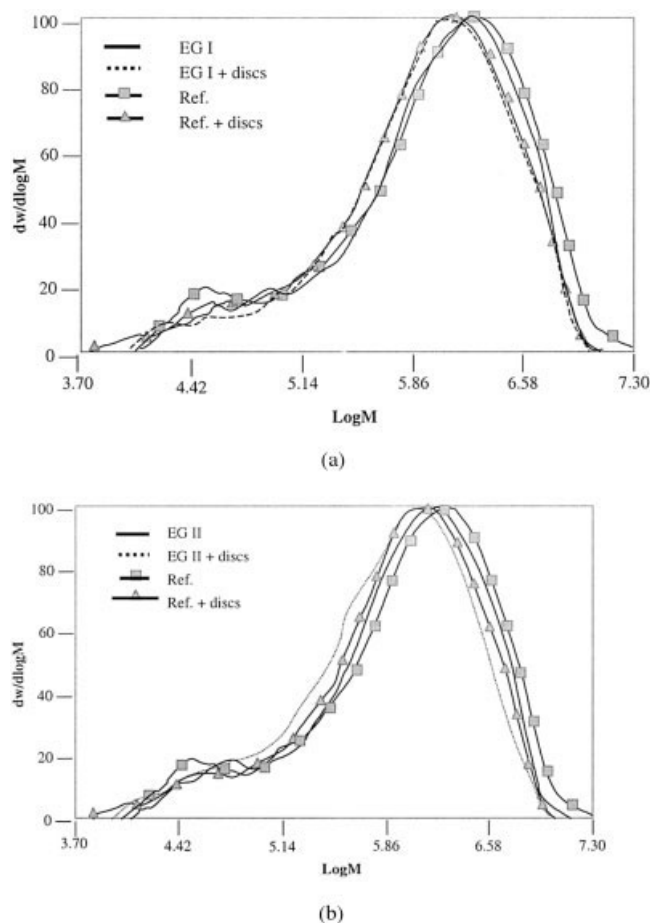 100
80
60
40
20
0
dw/dlogM
EG I
EG I + discs
Ref.
Ref. + discs
3.70 4.42 5.14 5.86 6.58 7.30
LogM
(a)
100
80
60
40
20
0
dw/dlogM
EG II
EG II + discs
Ref.
Ref. + discs
3.70 4.42 5.14 5.86 6.58 7.30
LogM
(b)